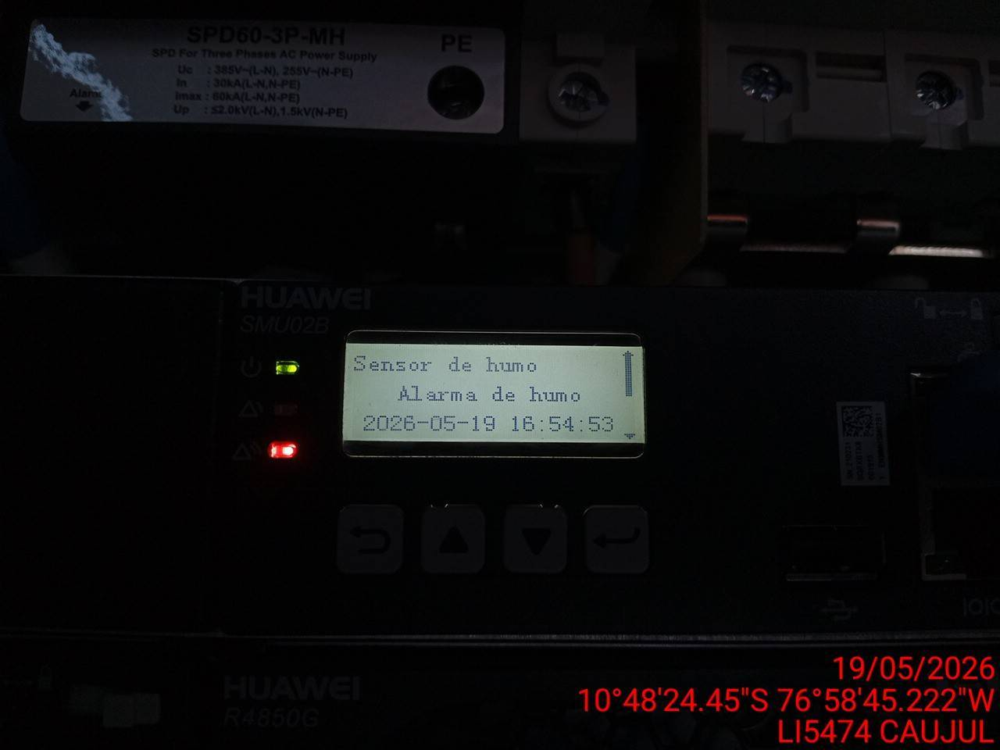 SPD60-3P-MH
SPD For Three Phases AC Power Supply
Uc : 385V~(L-N), 255V~(N-PE)
In : 30kA(L-N,N-PE)
Imax : 60kA(L-N,N-PE)
Up : ≤2.0kV(L-N),1.5kV(N-PE)
Alarm
PE
HUAWEI
SMU02B
Sensor de humo
Alarma de humo
2026-05-19 16:54:53
HUAWEI
R4850G
19/05/2026
10°48'24.45"S 76°58'45.222"W
LI5474 CAUJUL